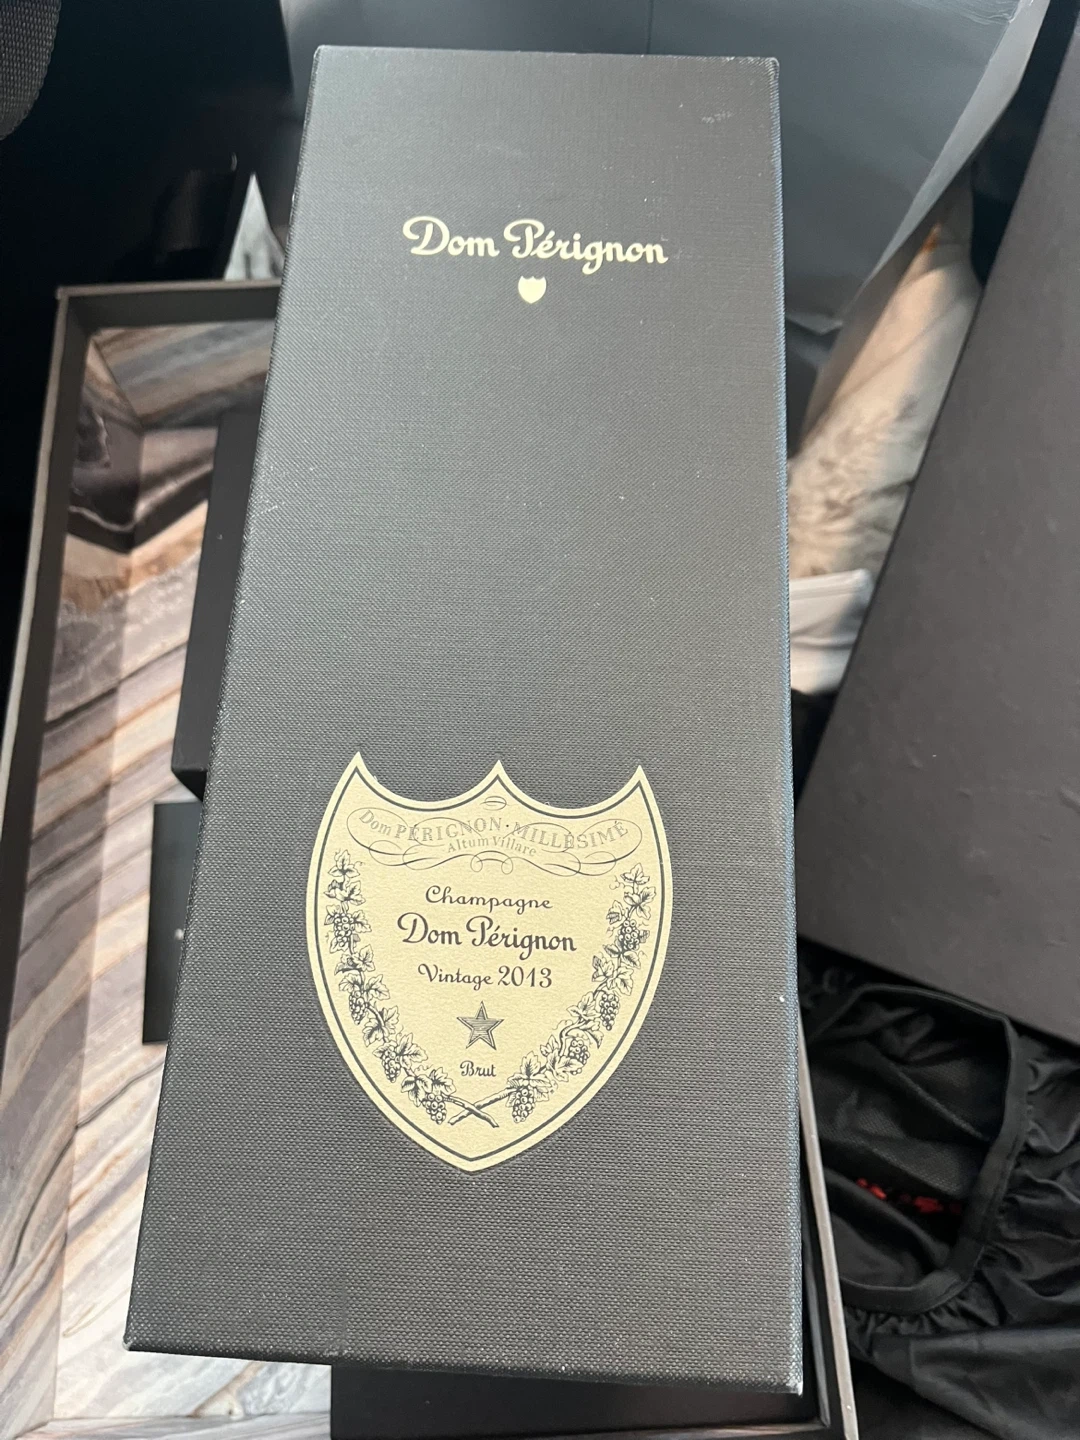 Dom Pérignon
Dom PÉRIGNON · MILLÉSIMÉ
Altum Villare
Champagne
Dom Pérignon
Vintage 2013
Brut